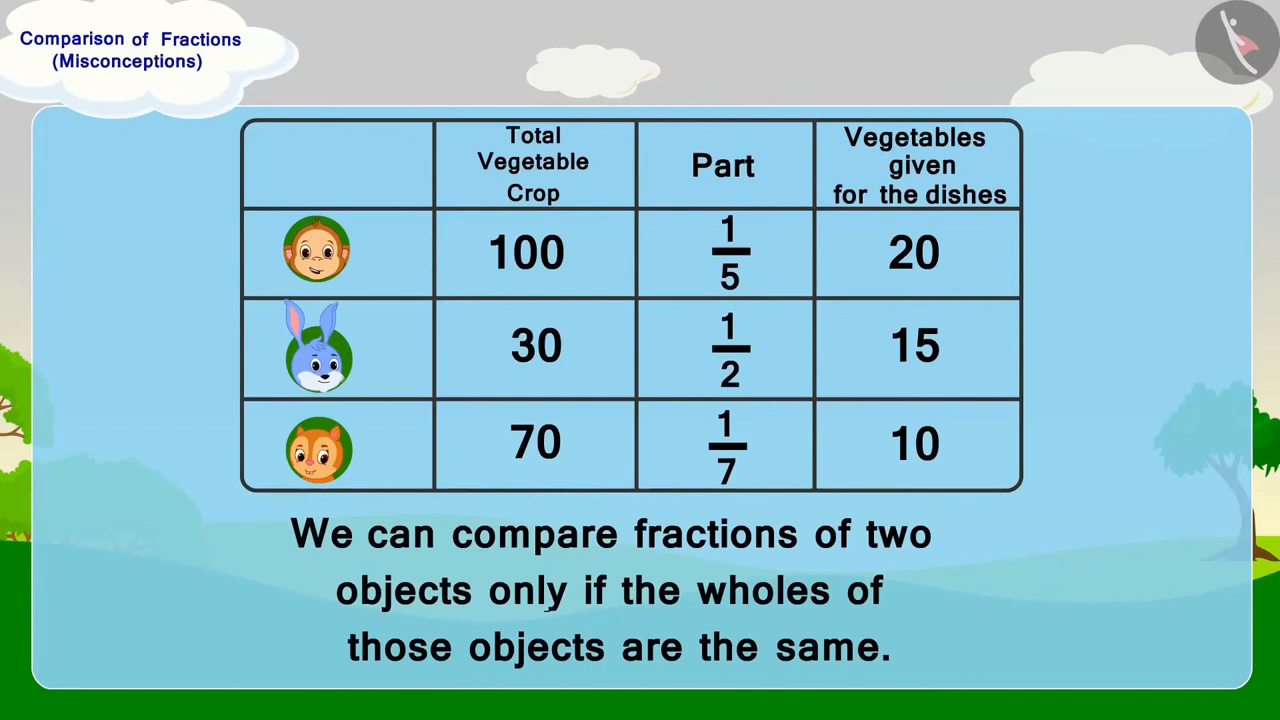 Comparison of Fractions
(Misconceptions)
Total Vegetable Crop
Part
Vegetables given for the dishes
100
1/5
20
30
1/2
15
70
1/7
10
We can compare fractions of two
objects only if the wholes of
those objects are the same.